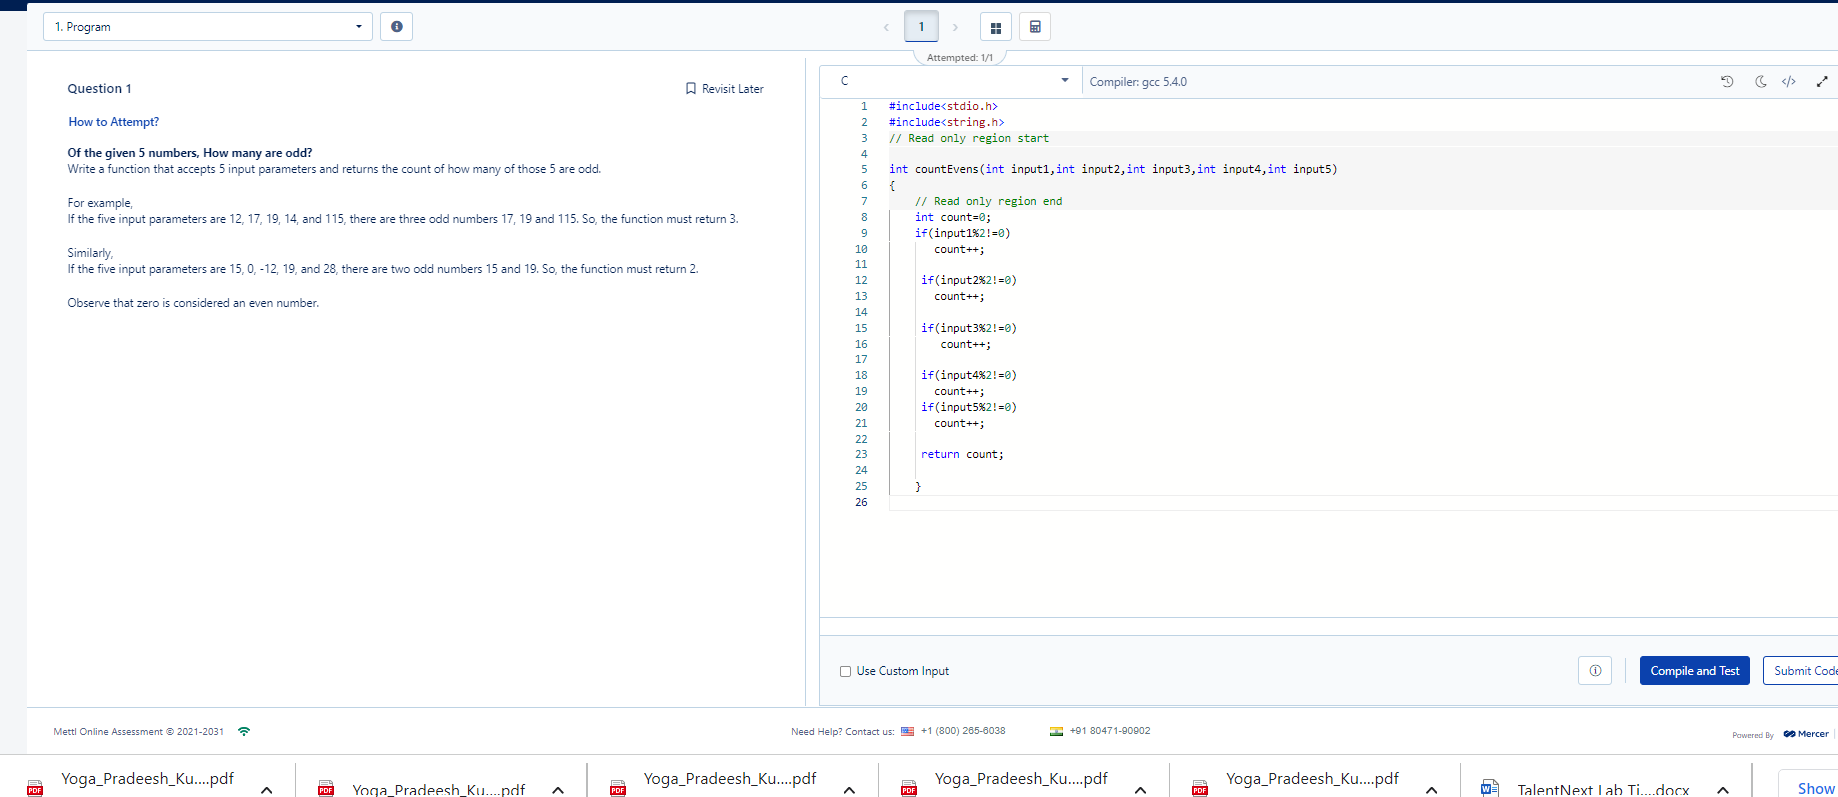 1. Program
1
Attempted: 1/1
Question 1
Revisit Later
How to Attempt?
Of the given 5 numbers, How many are odd?
Write a function that accepts 5 input parameters and returns the count of how many of those 5 are odd.
For example,
If the five input parameters are 12, 17, 19, 14, and 115, there are three odd numbers 17, 19 and 115. So, the function must return 3.
Similarly,
If the five input parameters are 15, 0, -12, 19, and 28, there are two odd numbers 15 and 19. So, the function must return 2.
Observe that zero is considered an even number.
C
Compiler: gcc 5.4.0
1 #include<stdio.h>
2 #include<string.h>
3 // Read only region start
4
5 int countEvens(int input1,int input2,int input3,int input4,int input5)
6 {
7 // Read only region end
8 int count=0;
9 if(input1%2!=0)
10 count++;
11
12 if(input2%2!=0)
13 count++;
14
15 if(input3%2!=0)
16 count++;
17
18 if(input4%2!=0)
19 count++;
20 if(input5%2!=0)
21 count++;
22
23 return count;
24
25 }
26
Use Custom Input
Compile and Test
Submit Code
Mettl Online Assessment © 2021-2031
Need Help? Contact us:
+1 (800) 265-6038
+91 80471-90902
Powered By
Mercer
Yoga_Pradeesh_Ku....pdf
Yoga_Pradeesh_Ku....pdf
Yoga_Pradeesh_Ku....pdf
Yoga_Pradeesh_Ku....pdf
Yoga_Pradeesh_Ku....pdf
TalentNext Lab Ti....docx
Show